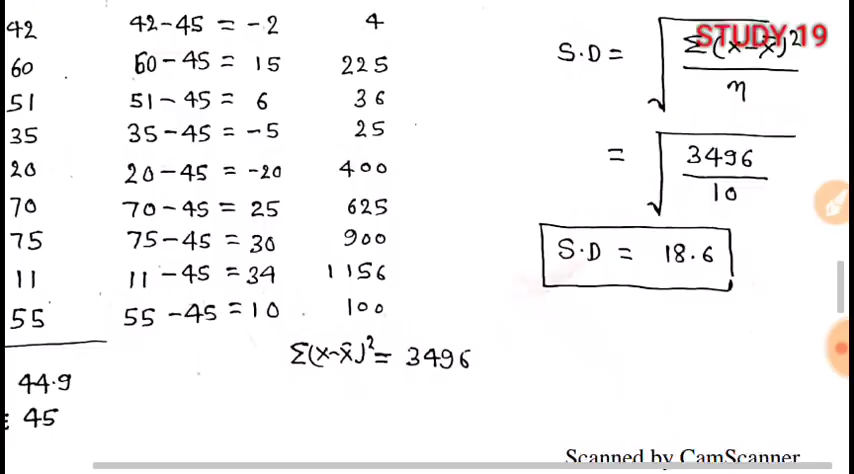 42 42-45 = -2 4
60 60-45 = 15 225
51 51-45 = 6 36
35 35-45 = -5 25
20 20-45 = -20 400
70 70-45 = 25 625
75 75-45 = 30 900
11 11-45 = 34 1156
55 55-45 = 10 100
Σ(x-x̄)² = 3496
44.9
45
STUDY 19
S.D = √Σ(x-x̄)²/n
= √3496/10
S.D = 18.6
Scanned by CamScanner